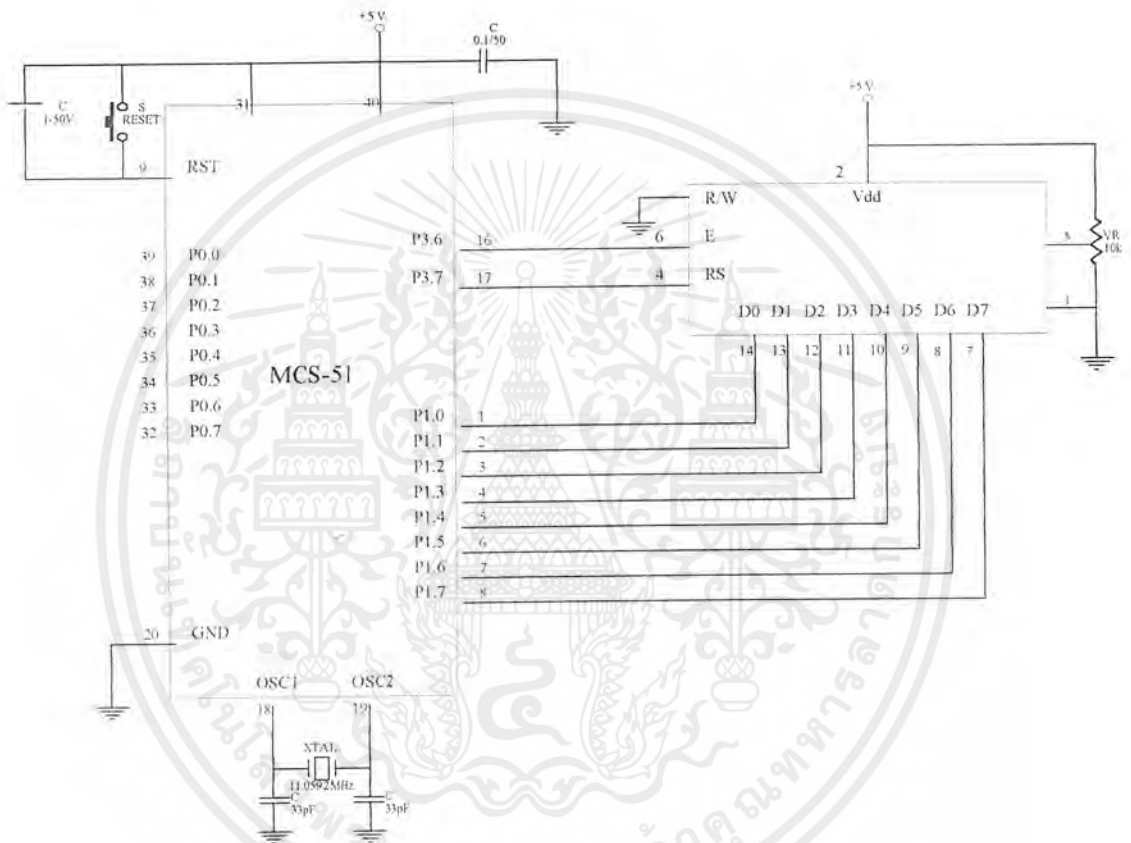 +5 V.
C
0.1/50
+5V
C
1-50V.
S
RESET
31
40
9
RST
2
Vdd
R/W
VR
10k
3
P3.6
16
6
E
P3.7
17
4
RS
1
39
P0.0
38
P0.1
37
P0.2
36
P0.3
35
P0.4
34
P0.5
33
P0.6
32
P0.7
MCS-51
D0 D1 D2 D3 D4 D5 D6 D7
14 13 12 11 10 9 8 7
P1.0
1
P1.1
2
P1.2
3
P1.3
4
P1.4
5
P1.5
6
P1.6
7
P1.7
8
20
GND
OSC1
OSC2
18
19
XTAL
11.0592MHz
C
33pF
C
33pF